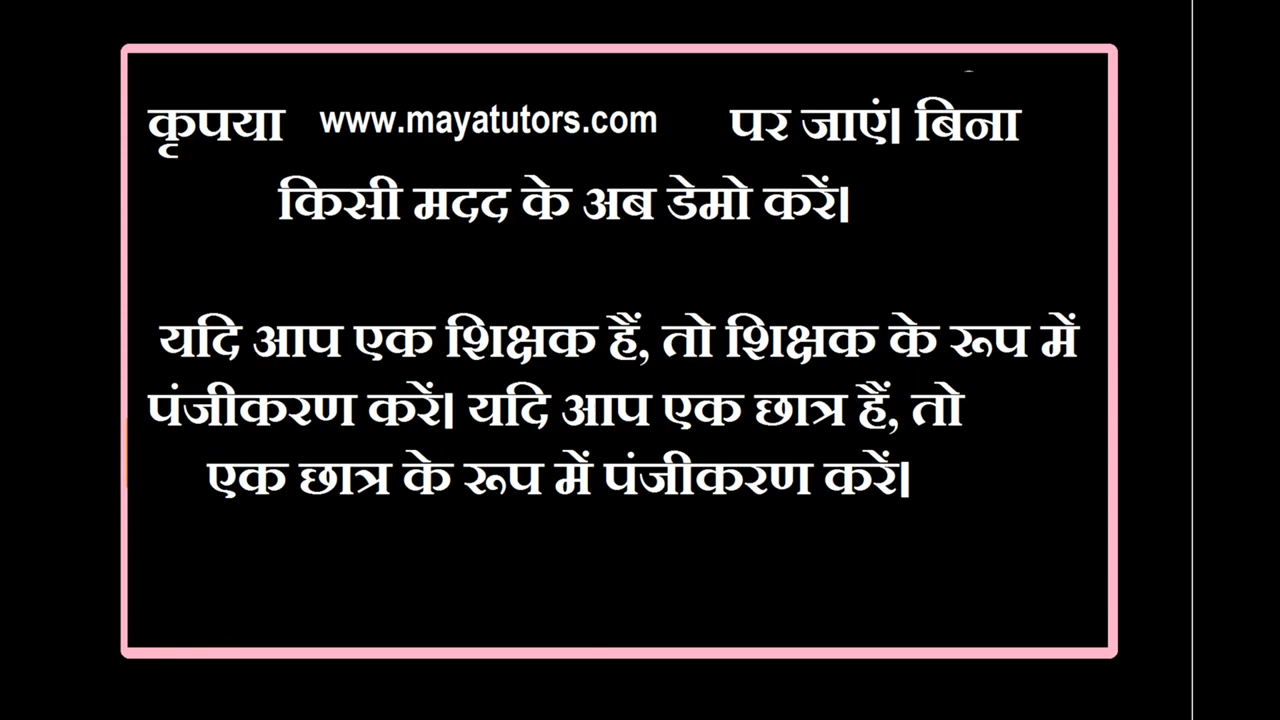 कृपया www.mayatutors.com पर जाएं। बिना
किसी मदद के अब डेमो करें।
यदि आप एक शिक्षक हैं, तो शिक्षक के रूप में
पंजीकरण करें। यदि आप एक छात्र हैं, तो
एक छात्र के रूप में पंजीकरण करें।